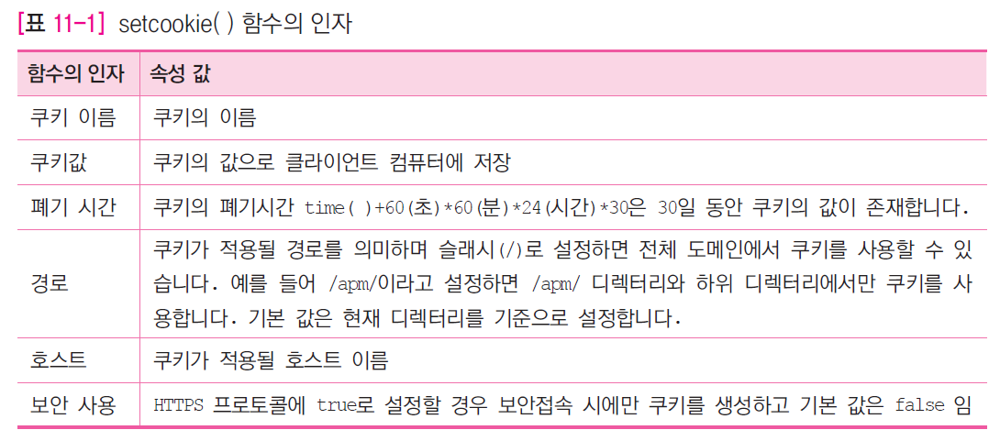 [표 11-1] setcookie( ) 함수의 인자
함수의 인자 속성 값
쿠키 이름 쿠키의 이름
쿠키값 쿠키의 값으로 클라이언트 컴퓨터에 저장
폐기 시간 쿠키의 폐기시간 time( )+60(초)*60(분)*24(시간)*30은 30일 동안 쿠키의 값이 존재합니다.
경로 쿠키가 적용될 경로를 의미하며 슬래시(/)로 설정하면 전체 도메인에서 쿠키를 사용할 수 있
습니다. 예를 들어 /apm/이라고 설정하면 /apm/ 디렉터리와 하위 디렉터리에서만 쿠키를 사
용합니다. 기본 값은 현재 디렉터리를 기준으로 설정합니다.
호스트 쿠키가 적용될 호스트 이름
보안 사용 HTTPS 프로토콜에 true로 설정할 경우 보안접속 시에만 쿠키를 생성하고 기본 값은 false 임